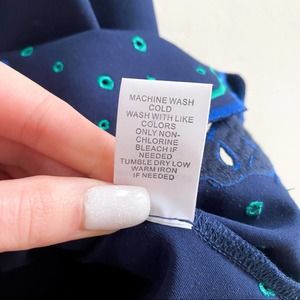 MACHINE WASH
COLD
WASH WITH LIKE
COLORS
ONLY NON-
CHLORINE
BLEACH IF
NEEDED
TUMBLE DRY LOW
WARM IRON
IF NEEDED